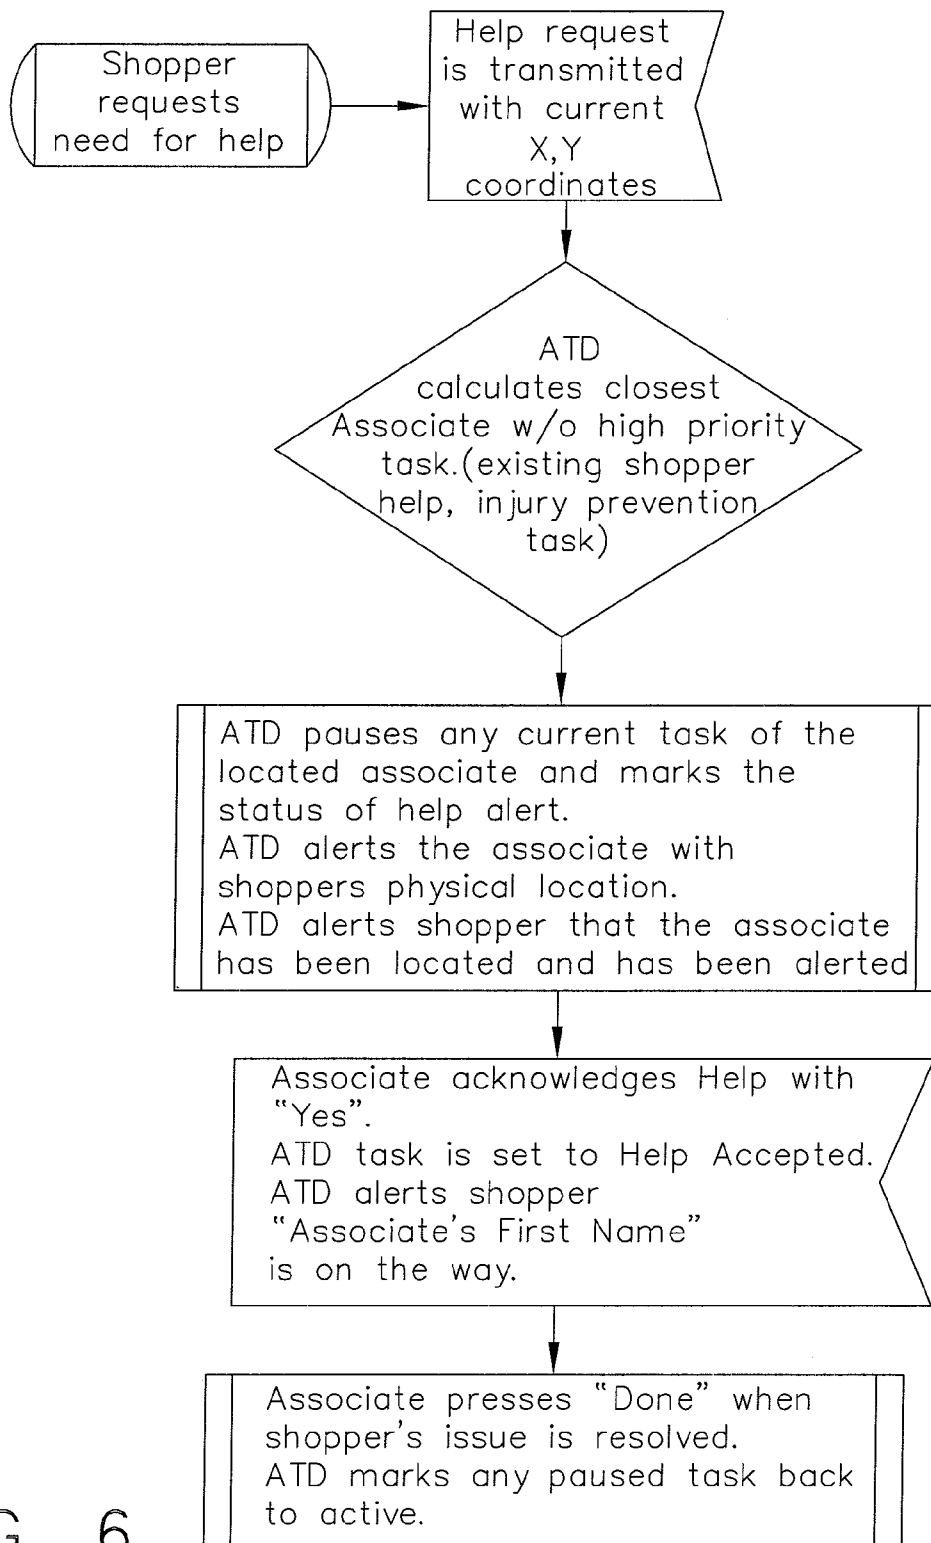 Shopper
requests
need for help
Help request
is transmitted
with current
X,Y
coordinates
ATD
calculates closest
Associate w/o high priority
task.(existing shopper
help, injury prevention
task)
ATD pauses any current task of the
located associate and marks the
status of help alert.
ATD alerts the associate with
shoppers physical location.
ATD alerts shopper that the associate
has been located and has been alerted
Associate acknowledges Help with
“Yes”.
ATD task is set to Help Accepted.
ATD alerts shopper
“Associate’s First Name”
is on the way.
Associate presses “Done” when
shopper’s issue is resolved.
ATD marks any paused task back
to active.
G 6